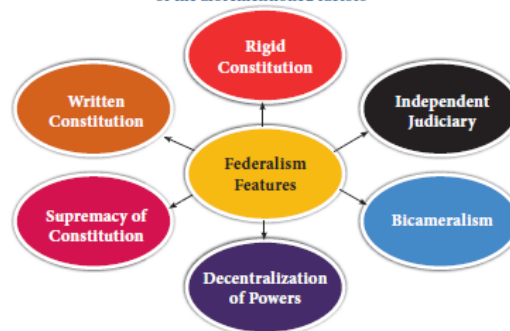 Rigid
Constitution
Written
Constitution
Independent
Judiciary
Federalism
Features
Supremacy of
Constitution
Bicameralism
Decentralization
of Powers